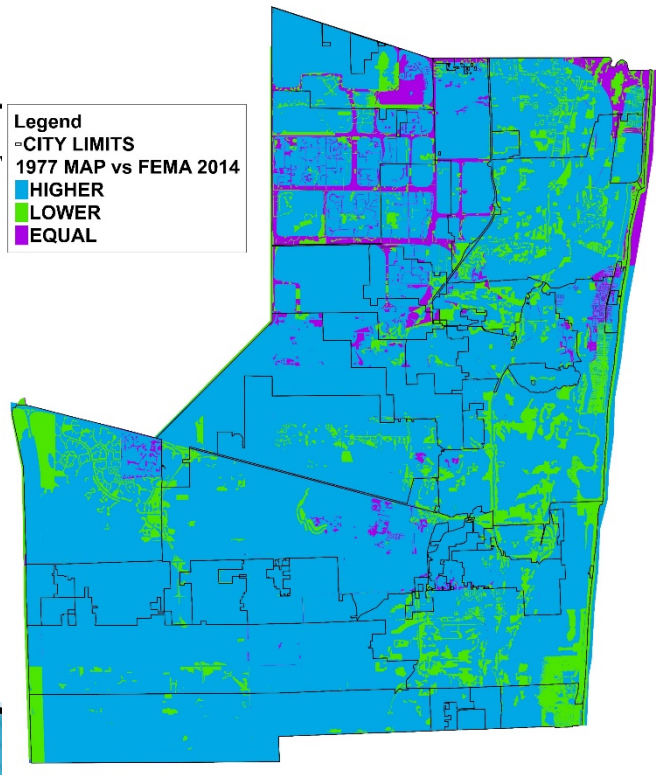 Legend
CITY LIMITS
1977 MAP vs FEMA 2014
HIGHER
LOWER
EQUAL